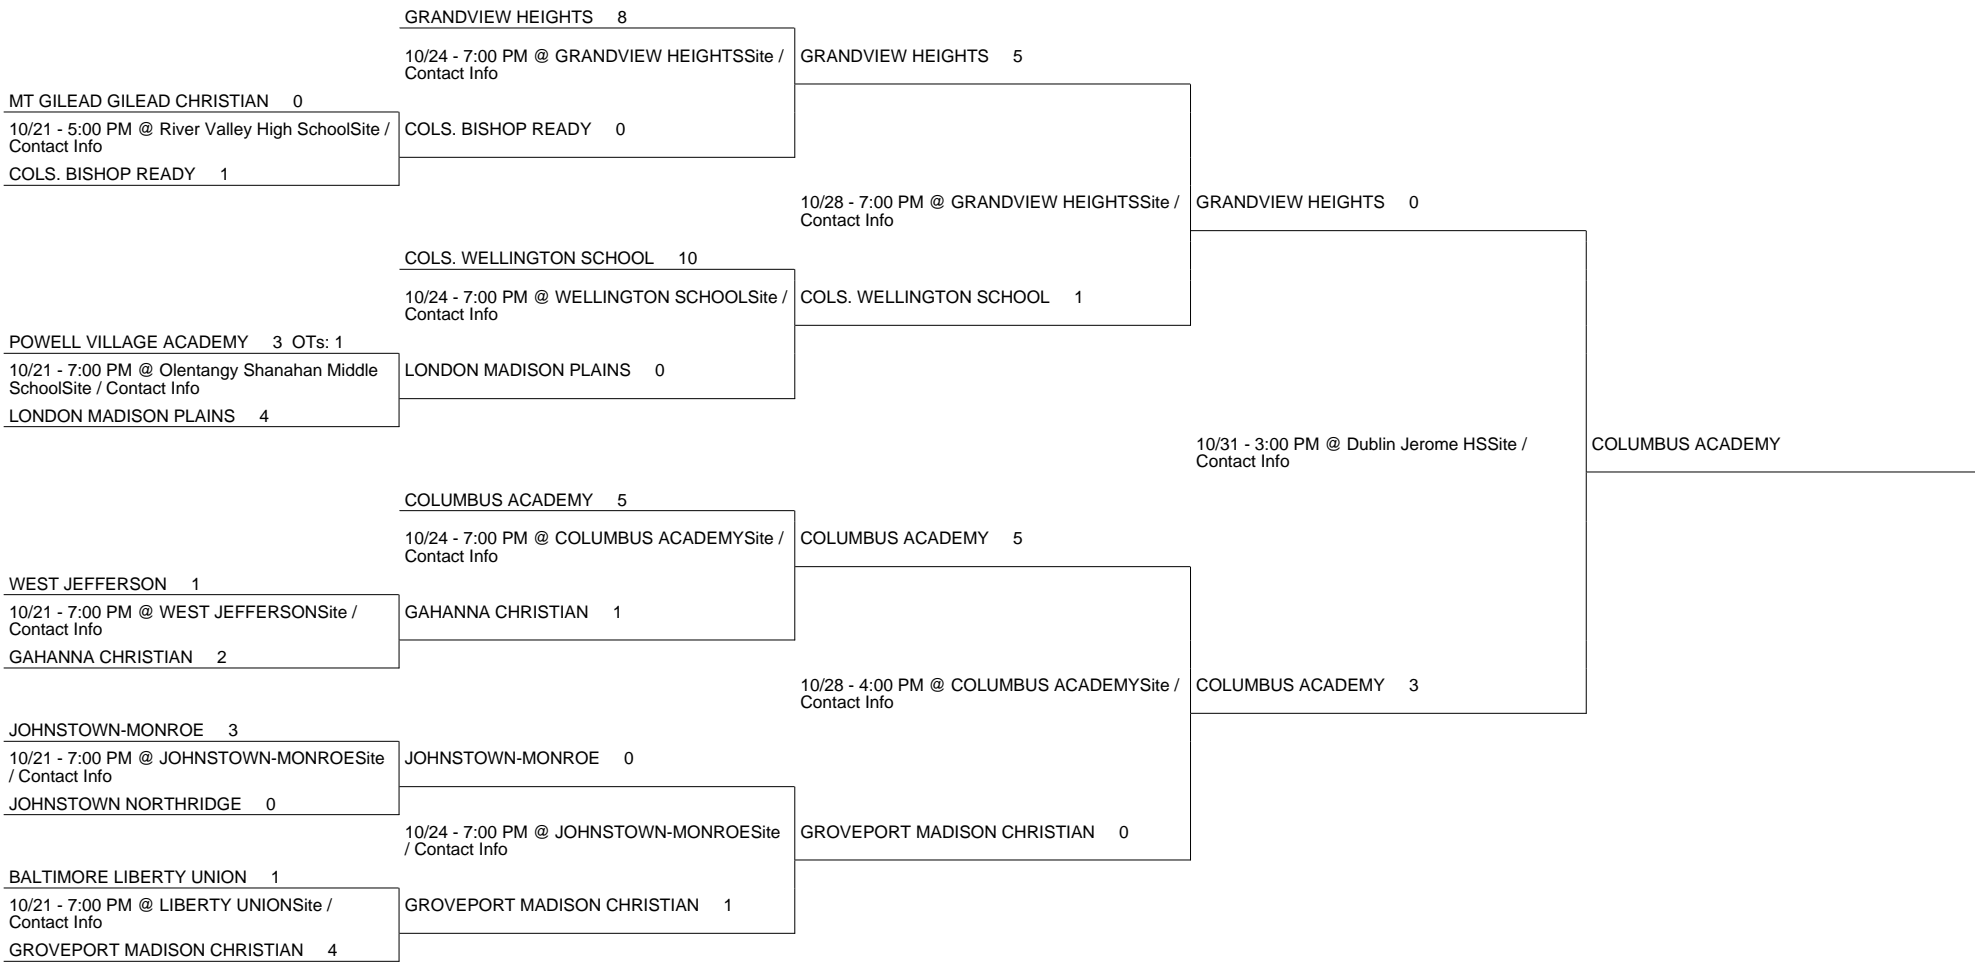 GRANDVIEW HEIGHTS 8
10/24 - 7:00 PM @ GRANDVIEW HEIGHTSSite /
Contact Info
GRANDVIEW HEIGHTS 5
MT GILEAD GILEAD CHRISTIAN 0
10/21 - 5:00 PM @ River Valley High SchoolSite /
Contact Info
COLS. BISHOP READY 0
COLS. BISHOP READY 1
10/28 - 7:00 PM @ GRANDVIEW HEIGHTSSite /
Contact Info
GRANDVIEW HEIGHTS 0
COLS. WELLINGTON SCHOOL 10
10/24 - 7:00 PM @ WELLINGTON SCHOOLSite /
Contact Info
COLS. WELLINGTON SCHOOL 1
POWELL VILLAGE ACADEMY 3 OTs: 1
10/21 - 7:00 PM @ Olentangy Shanahan Middle
SchoolSite / Contact Info
LONDON MADISON PLAINS 0
LONDON MADISON PLAINS 4
10/31 - 3:00 PM @ Dublin Jerome HSSite /
Contact Info
COLUMBUS ACADEMY
COLUMBUS ACADEMY 5
10/24 - 7:00 PM @ COLUMBUS ACADEMYSite /
Contact Info
COLUMBUS ACADEMY 5
WEST JEFFERSON 1
10/21 - 7:00 PM @ WEST JEFFERSONSite /
Contact Info
GAHANNA CHRISTIAN 1
GAHANNA CHRISTIAN 2
10/28 - 4:00 PM @ COLUMBUS ACADEMYSite /
Contact Info
COLUMBUS ACADEMY 3
JOHNSTOWN-MONROE 3
10/21 - 7:00 PM @ JOHNSTOWN-MONROESite
/ Contact Info
JOHNSTOWN-MONROE 0
JOHNSTOWN NORTHRIDGE 0
10/24 - 7:00 PM @ JOHNSTOWN-MONROESite
/ Contact Info
GROVEPORT MADISON CHRISTIAN 0
BALTIMORE LIBERTY UNION 1
10/21 - 7:00 PM @ LIBERTY UNIONSite /
Contact Info
GROVEPORT MADISON CHRISTIAN 1
GROVEPORT MADISON CHRISTIAN 4